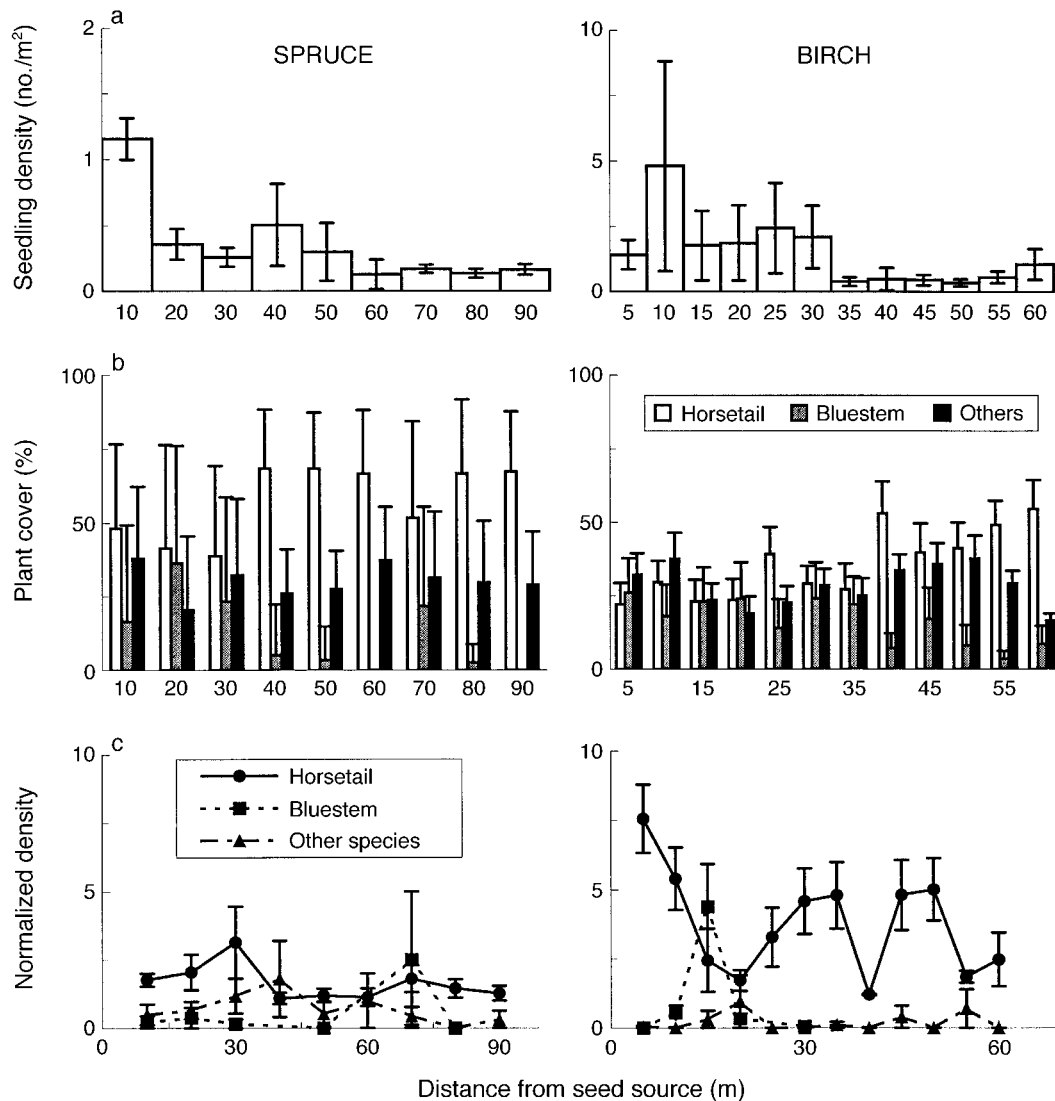 a
SPRUCE
BIRCH
Seedling density (no./m²)
2
1
0
10 20 30 40 50 60 70 80 90
10
5
0
5 10 15 20 25 30 35 40 45 50 55 60
b
Plant cover (%)
100
50
0
10 20 30 40 50 60 70 80 90
100
50
0
Horsetail Bluestem Others
5 15 25 35 45 55
c
Normalized density
10
5
0
Horsetail
Bluestem
Other species
0 30 60 90
10
5
0
0 30 60
Distance from seed source (m)